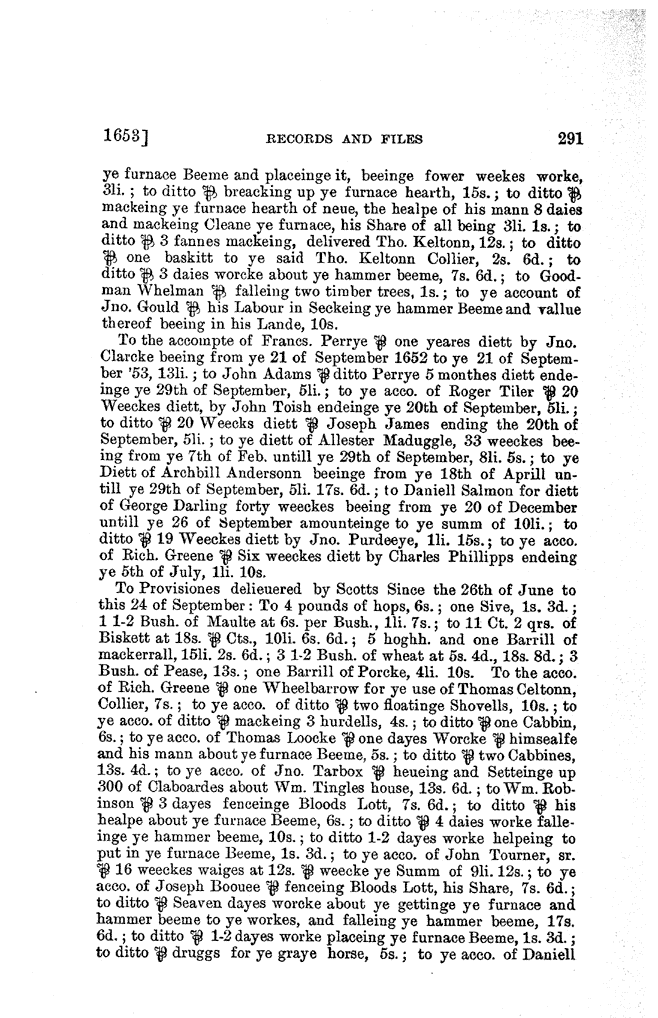 1653] RECORDS AND FILES 291
ye furnace Beeme and placeinge it, beeinge fower weekes worke,
3li. ; to ditto ⅌ breacking up ye furnace hearth, 15s. ; to ditto ⅌
mackeing ye furnace hearth of neue, the healpe of his mann 8 daies
and mackeing Cleane ye furnace, his Share of all being 3li. 1s. ; to
ditto ⅌ 3 fannes mackeing, delivered Tho. Keltonn, 12s. ; to ditto
⅌ one baskitt to ye said Tho. Keltonn Collier, 2s. 6d. ; to
ditto ⅌ 3 daies worcke about ye hammer beeme, 7s. 6d. ; to Good-
man Whelman ⅌ falleing two timber trees, 1s. ; to ye account of
Jno. Gould ⅌ his Labour in Seckeing ye hammer Beeme and vallue
thereof beeing in his Lande, 10s.
To the accompte of Francs. Perrye ⅌ one yeares diett by Jno.
Clarcke beeing from ye 21 of September 1652 to ye 21 of Septem-
ber '53, 13li. ; to John Adams ⅌ ditto Perrye 5 monthes diett ende-
inge ye 29th of September, 5li. ; to ye acco. of Roger Tiler ⅌ 20
Weeckes diett, by John Toish endeinge ye 20th of September, 5li. ;
to ditto ⅌ 20 Weecks diett ⅌ Joseph James ending the 20th of
September, 5li. ; to ye diett of Allester Maduggle, 33 weeckes bee-
ing from ye 7th of Feb. untill ye 29th of September, 8li. 5s. ; to ye
Diett of Archbill Andersonn beeinge from ye 18th of Aprill un-
till ye 29th of September, 5li. 17s. 6d. ; to Daniell Salmon for diett
of George Darling forty weeckes beeing from ye 20 of December
untill ye 26 of September amounteinge to ye summ of 10li. ; to
ditto ⅌ 19 Weeckes diett by Jno. Purdeeye, 1li. 15s. ; to ye acco.
of Rich. Greene ⅌ Six weeckes diett by Charles Phillipps endeing
ye 5th of July, 1li. 10s.
To Provisiones delieuered by Scotts Since the 26th of June to
this 24 of September : To 4 pounds of hops, 6s. ; one Sive, 1s. 3d. ;
1 1-2 Bush. of Maulte at 6s. per Bush., 1li. 7s. ; to 11 Ct. 2 qrs. of
Biskett at 18s. ⅌ Cts., 10li. 6s. 6d. ; 5 hoghh. and one Barrill of
mackerrall, 15li. 2s. 6d. ; 3 1-2 Bush. of wheat at 5s. 4d., 18s. 8d. ; 3
Bush. of Pease, 13s. ; one Barrill of Porcke, 4li. 10s. To the acco.
of Rich. Greene ⅌ one Wheelbarrow for ye use of Thomas Celtonn,
Collier, 7s. ; to ye acco. of ditto ⅌ two floatinge Shovells, 10s. ; to
ye acco. of ditto ⅌ mackeing 3 hurdells, 4s. ; to ditto ⅌ one Cabbin,
6s. ; to ye acco. of Thomas Loocke ⅌ one dayes Worcke ⅌ himsealfe
and his mann about ye furnace Beeme, 5s. ; to ditto ⅌ two Cabbines,
13s. 4d. ; to ye acco. of Jno. Tarbox ⅌ heueing and Setteinge up
300 of Claboardes about Wm. Tingles house, 13s. 6d. ; to Wm. Rob-
inson ⅌ 3 dayes fenceinge Bloods Lott, 7s. 6d. ; to ditto ⅌ his
healpe about ye furnace Beeme, 6s. ; to ditto ⅌ 4 daies worke falle-
inge ye hammer beeme, 10s. ; to ditto 1-2 dayes worke helpeing to
put in ye furnace Beeme, 1s. 3d. ; to ye acco. of John Tourner, sr.
⅌ 16 weeckes waiges at 12s. ⅌ weecke ye Summ of 9li. 12s. ; to ye
acco. of Joseph Boouee ⅌ fenceing Bloods Lott, his Share, 7s. 6d. ;
to ditto ⅌ Seaven dayes worcke about ye gettinge ye furnace and
hammer beeme to ye workes, and falleing ye hammer beeme, 17s.
6d. ; to ditto ⅌ 1-2 dayes worke placeing ye furnace Beeme, 1s. 3d. ;
to ditto ⅌ druggs for ye graye horse, 5s. ; to ye acco. of Daniell